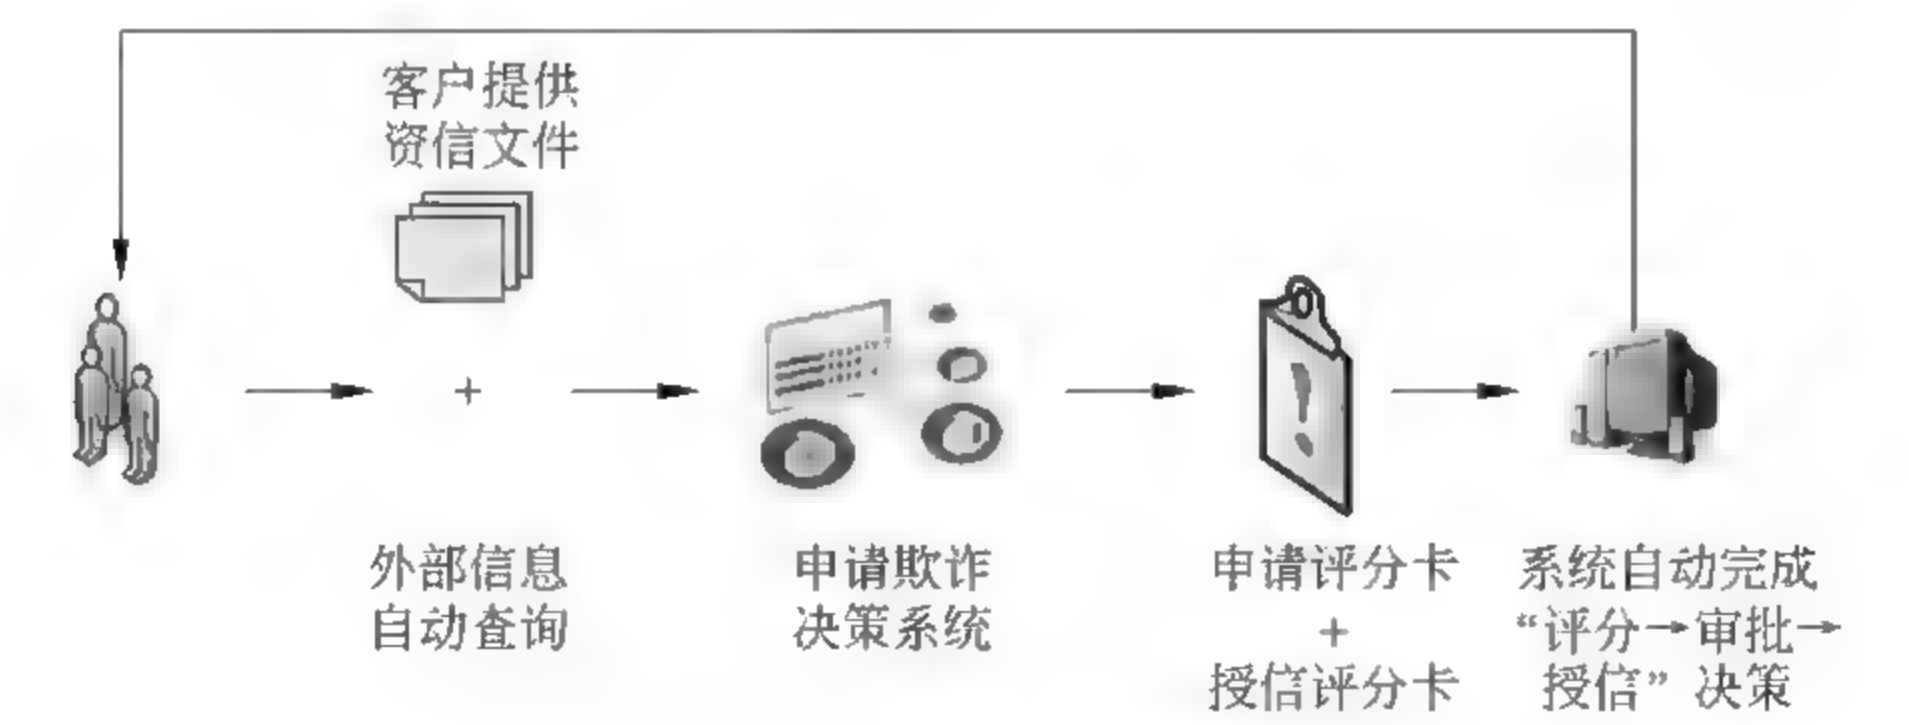 客户提供
资信文件
+
外部信息
自动查询
申请欺诈
决策系统
申请评分卡
+
授信评分卡
系统自动完成
“评分→审批→
授信”决策